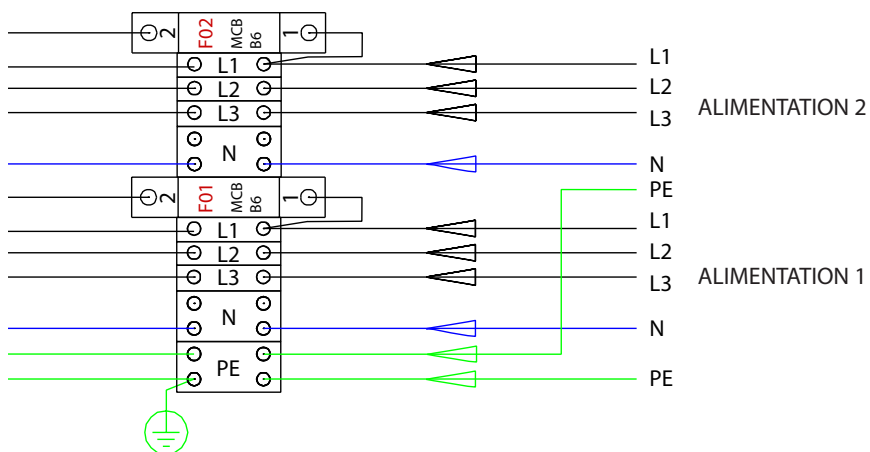 2 F02 MCB B6 1
L1 L1
L2 L2
L3 L3
ALIMENTATION 2
N N
PE
2 F01 MCB B6 1
L1 L1
L2 L2
L3 L3
ALIMENTATION 1
N N
PE PE